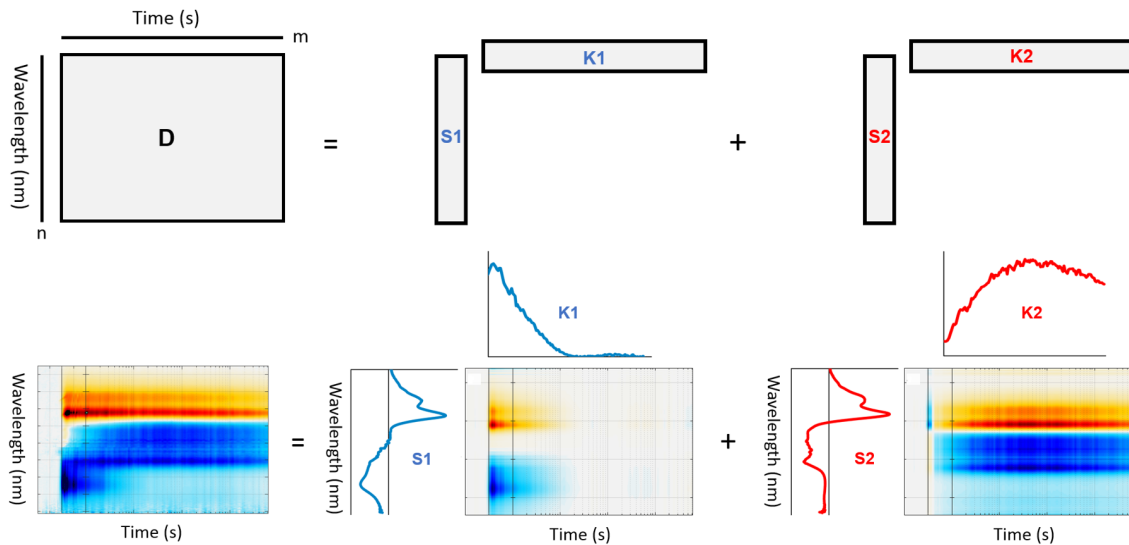 Time (s)
m
Wavelength (nm)
n
D
=
S1
K1
+
S2
K2
Wavelength (nm)
Time (s)
=
Wavelength (nm)
S1
K1
Time (s)
+
Wavelength (nm)
S2
K2
Time (s)